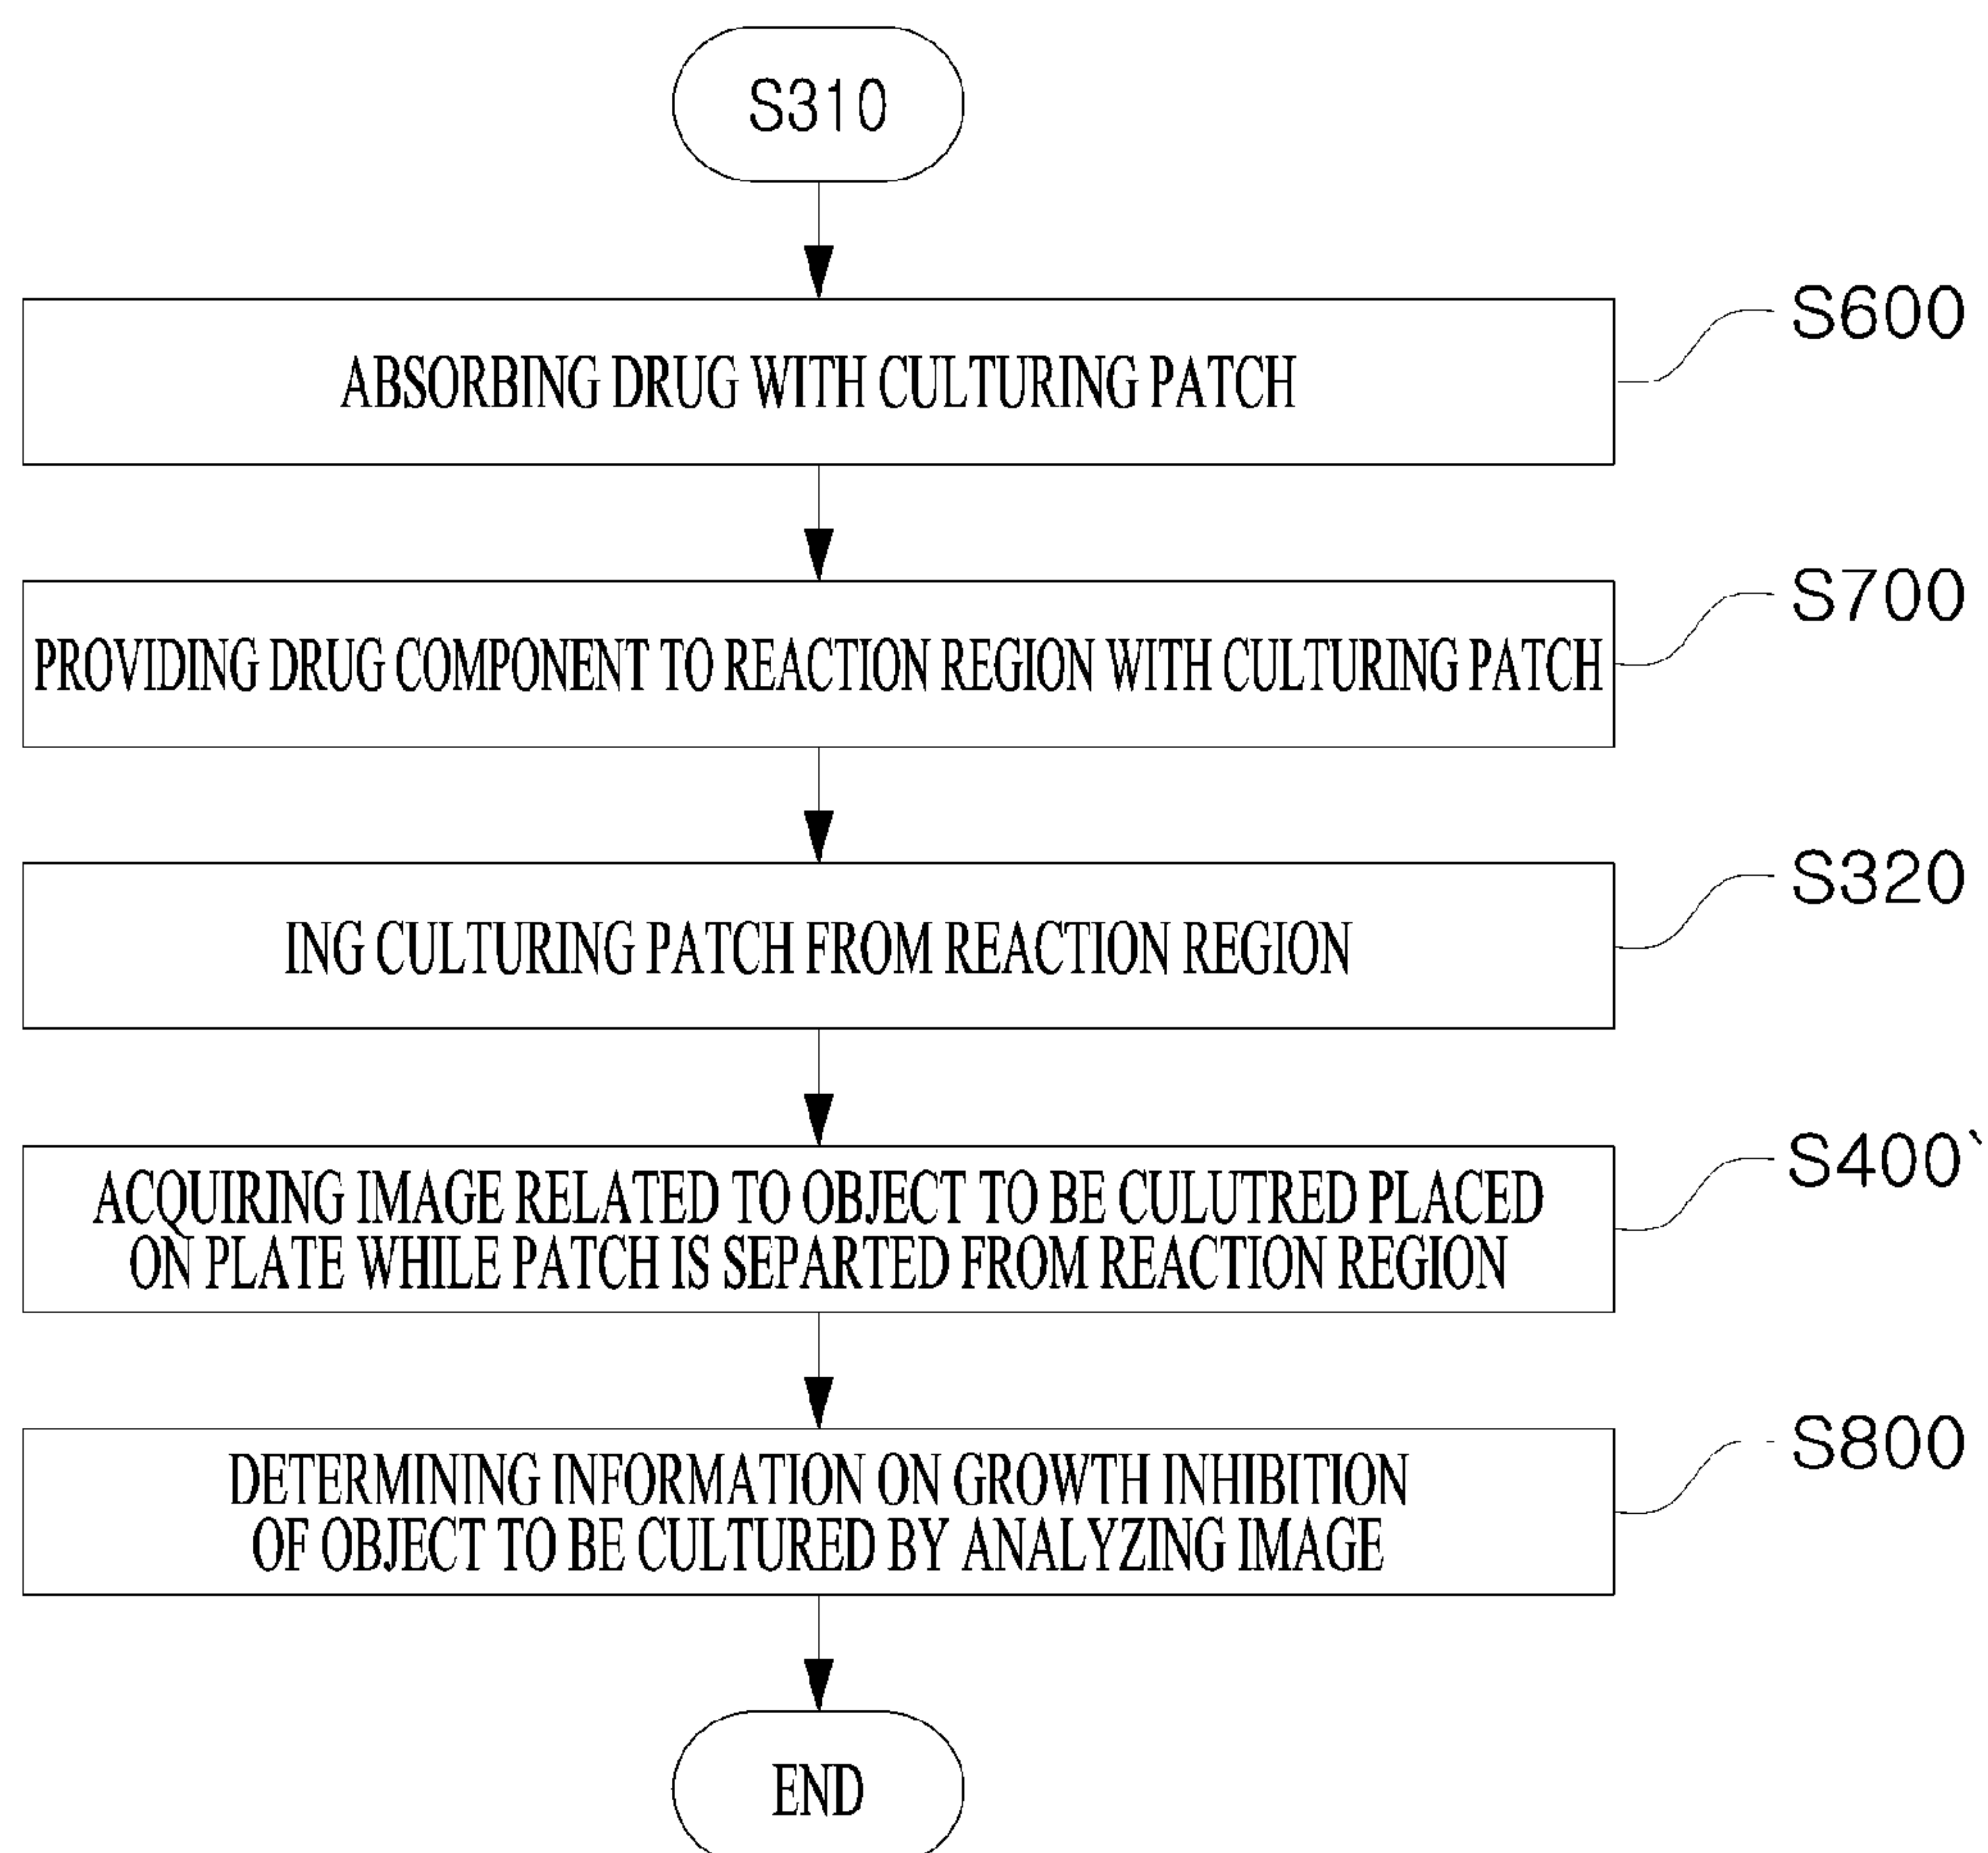 S310
ABSORBING DRUG WITH CULTURING PATCH
S600
PROVIDING DRUG COMPONENT TO REACTION REGION WITH CULTURING PATCH
S700
ING CULTURING PATCH FROM REACTION REGION
S320
ACQUIRING IMAGE RELATED TO OBJECT TO BE CULUTRED PLACED
ON PLATE WHILE PATCH IS SEPARTED FROM REACTION REGION
S400`
DETERMINING INFORMATION ON GROWTH INHIBITION
OF OBJECT TO BE CULTURED BY ANALYZING IMAGE
S800
END